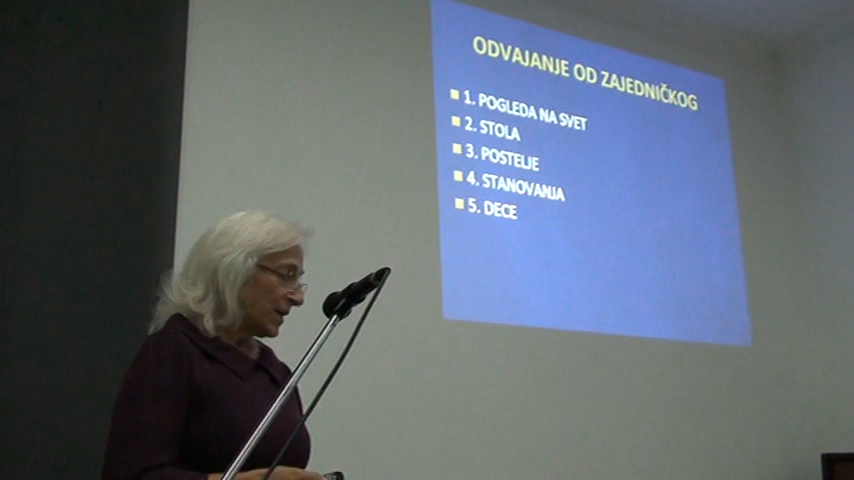 ODVAJANJE OD ZAJEDNIČKOG
1. POGLEDA NA SVET
2. STOLA
3. POSTELJE
4. STANOVANJA
5. DECE